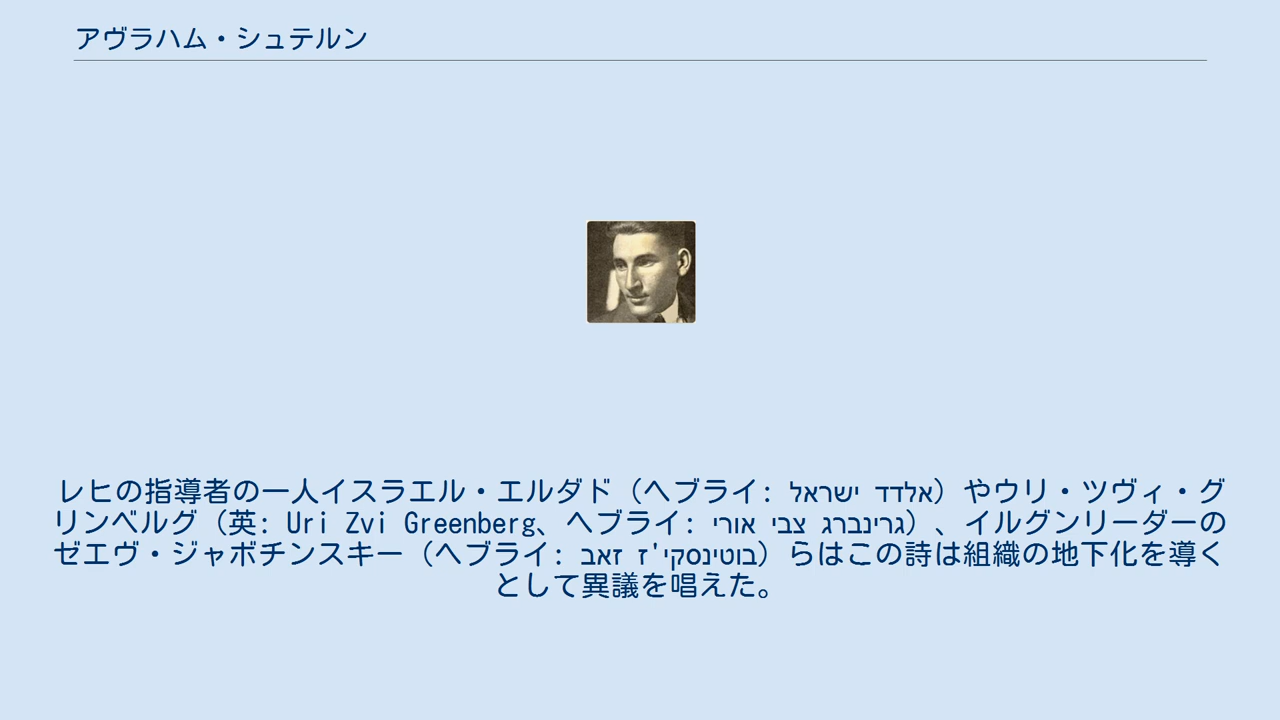 アヴラハム・シュテルン
レヒの指導者の一人イスラエル・エルダド（ヘブライ: ישראל אלדד）やウリ・ツヴィ・グ
リンベルグ（英: Uri Zvi Greenberg、ヘブライ: אורי צבי גרינברג）、イルグンリーダーの
ゼエヴ・ジャボチンスキー（ヘブライ: זאב ז'בוטינסקי）らはこの詩は組織の地下化を導く
として異議を唱えた。